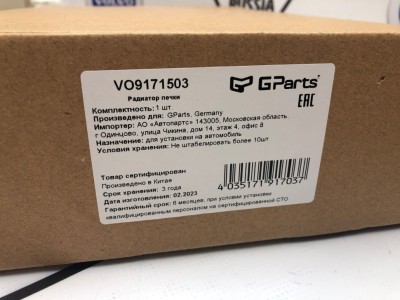 VOLVO
RUSSIA
VO9171503
GParts
Радиатор печки
EAC
Комплектность: 1 шт.
Произведено для: GParts, Germany
Импортер: АО «Автопартс» 143005, Московская область,
г Одинцово, улица Чикина, дом 14, этаж 4, офис 8
Назначение: для установки на автомобиль
Условия хранения: Не штабелировать более 10шт
Товар сертифицирован
Произведено в Китае
Срок хранения: 3 года
Дата изготовления: 02.2023
Гарантийный срок: 6 месяцев, при условии установки
квалифицированным персоналом на сертифицированной СТО
4 035171 917037